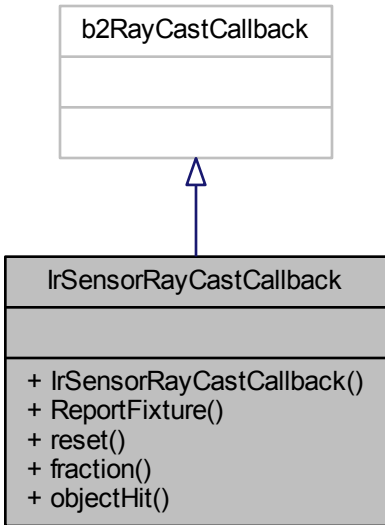 b2RayCastCallback
IrSensorRayCastCallback
+ IrSensorRayCastCallback()
+ ReportFixture()
+ reset()
+ fraction()
+ objectHit()